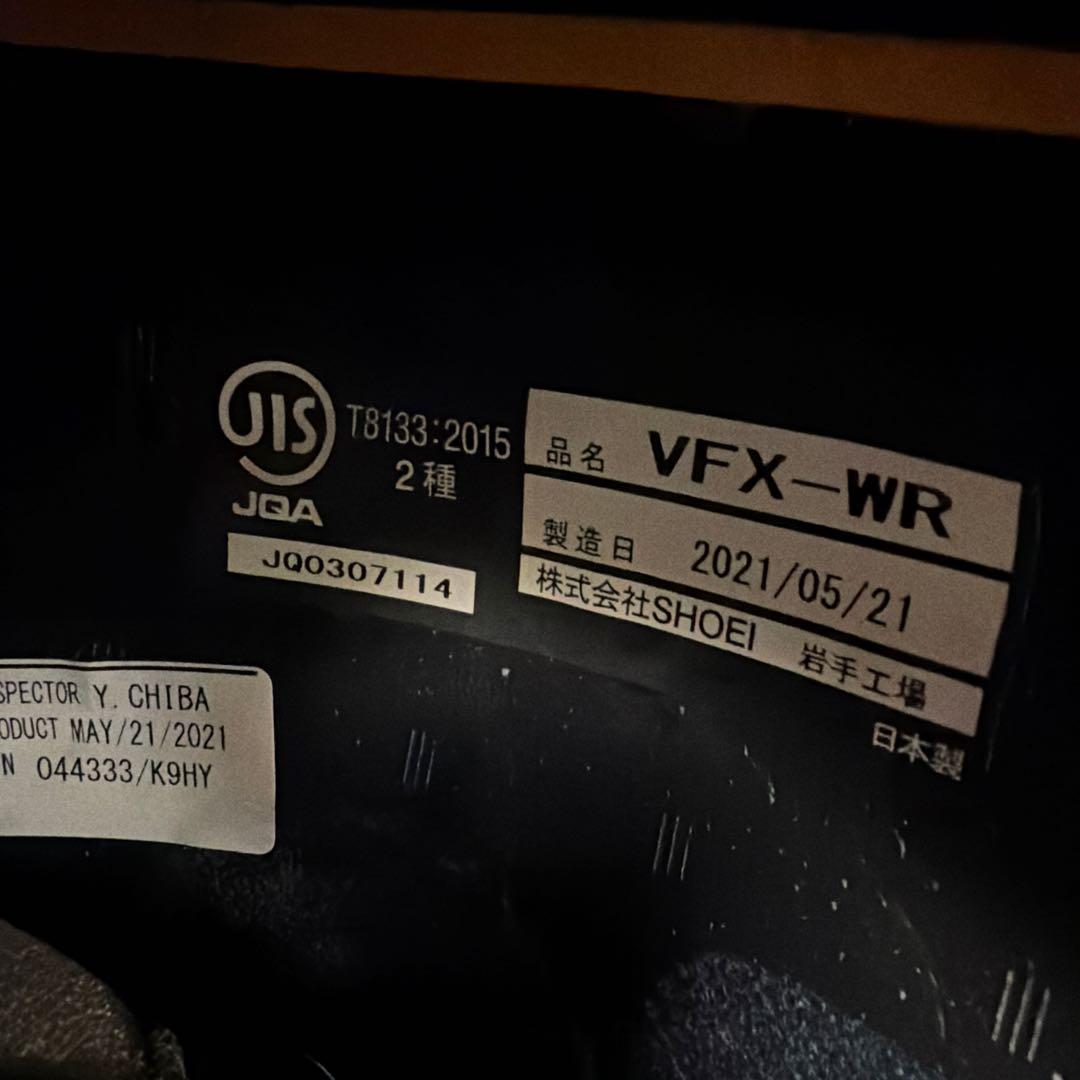 JIS
T8133:2015
2種
JQA
JQ0307114
品名 VFX-WR
製造日 2021/05/21
株式会社SHOEI 岩手工場
日本製
SPECTOR Y. CHIBA
ODUCT MAY/21/2021
N 044333/K9HY